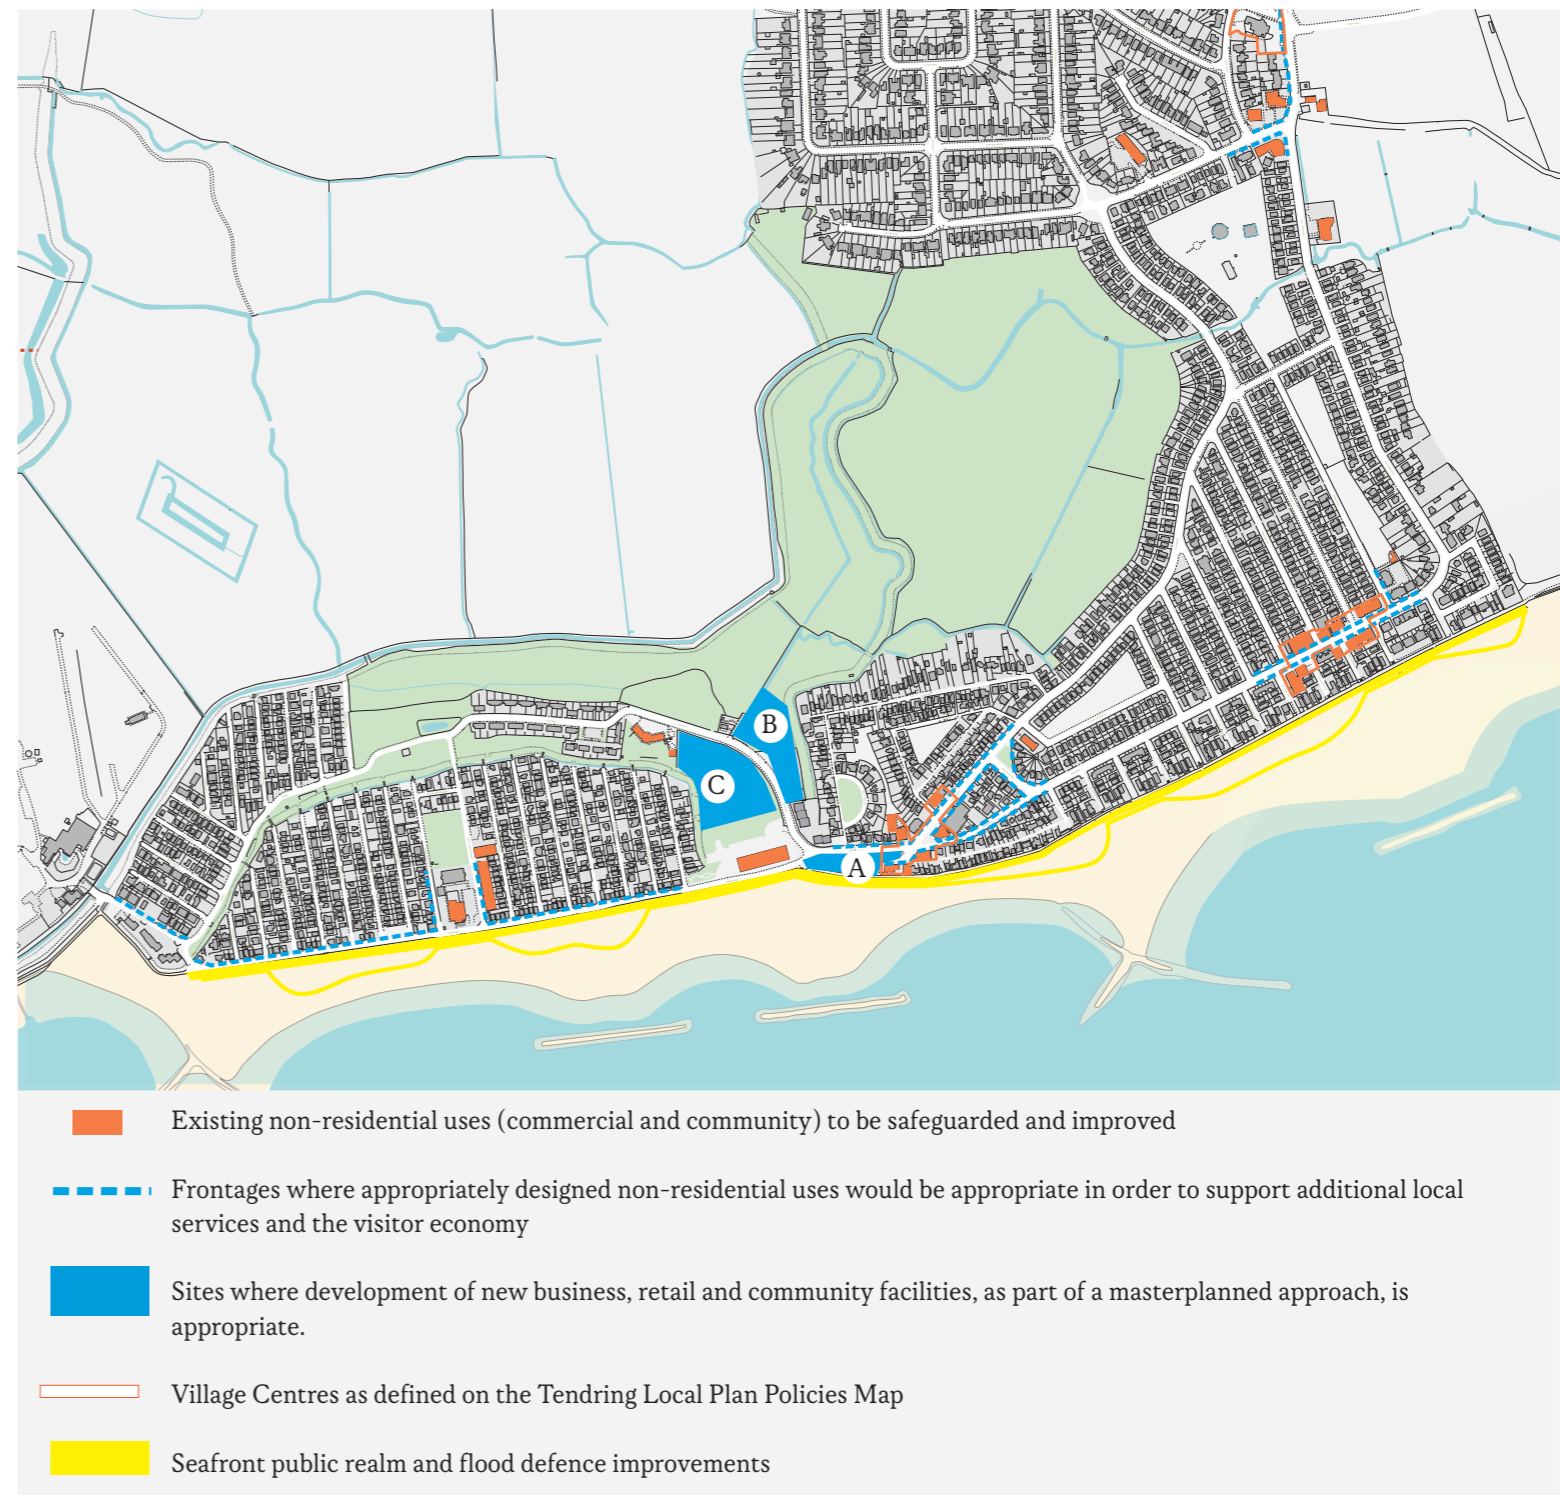 B
C
A
Existing non-residential uses (commercial and community) to be safeguarded and improved
Frontages where appropriately designed non-residential uses would be appropriate in order to support additional local
services and the visitor economy
Sites where development of new business, retail and community facilities, as part of a masterplanned approach, is
appropriate.
Village Centres as defined on the Tendring Local Plan Policies Map
Seafront public realm and flood defence improvements